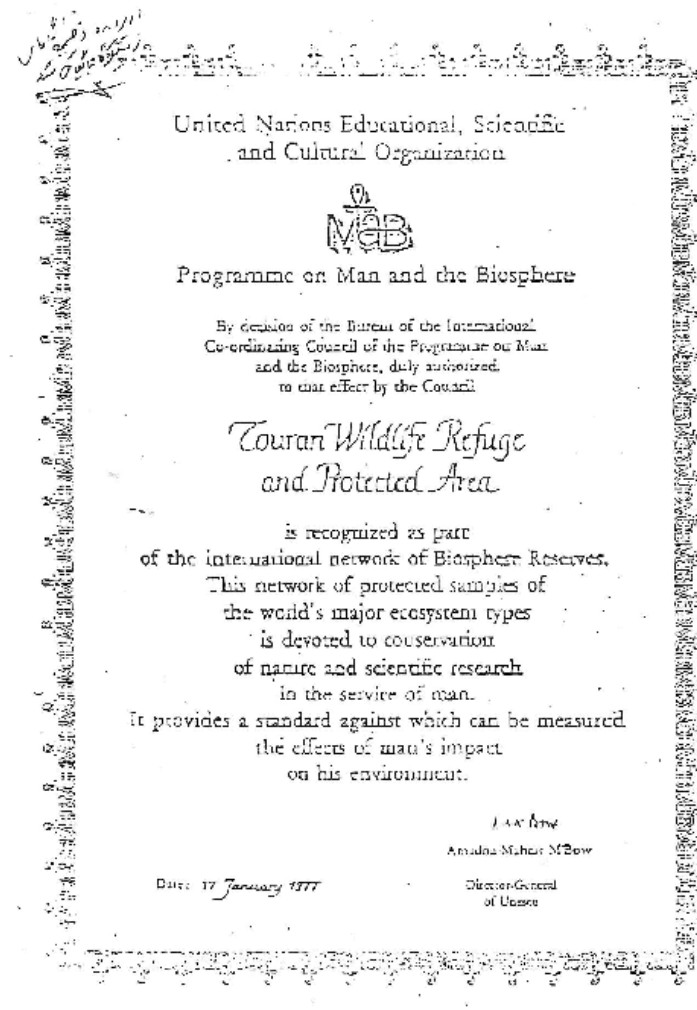 United Nations Educational, Scientific
and Cultural Organization
MaB
Programme on Man and the Biosphere
By decision of the Bureau of the International
Co-ordinating Council of the Programme on Man
and the Biosphere, duly authorized
to that effect by the Council
Touran Wildlife Refuge
and Protected Area
is recognized as part
of the international network of Biosphere Reserves.
This network of protected samples of
the world's major ecosystem types
is devoted to conservation
of nature and scientific research
in the service of man.
It provides a standard against which can be measured
the effects of man's impact
on his environment.
Amadou-Mahtar M'Bow
Date: 17 January 1977
Director-General
of Unesco